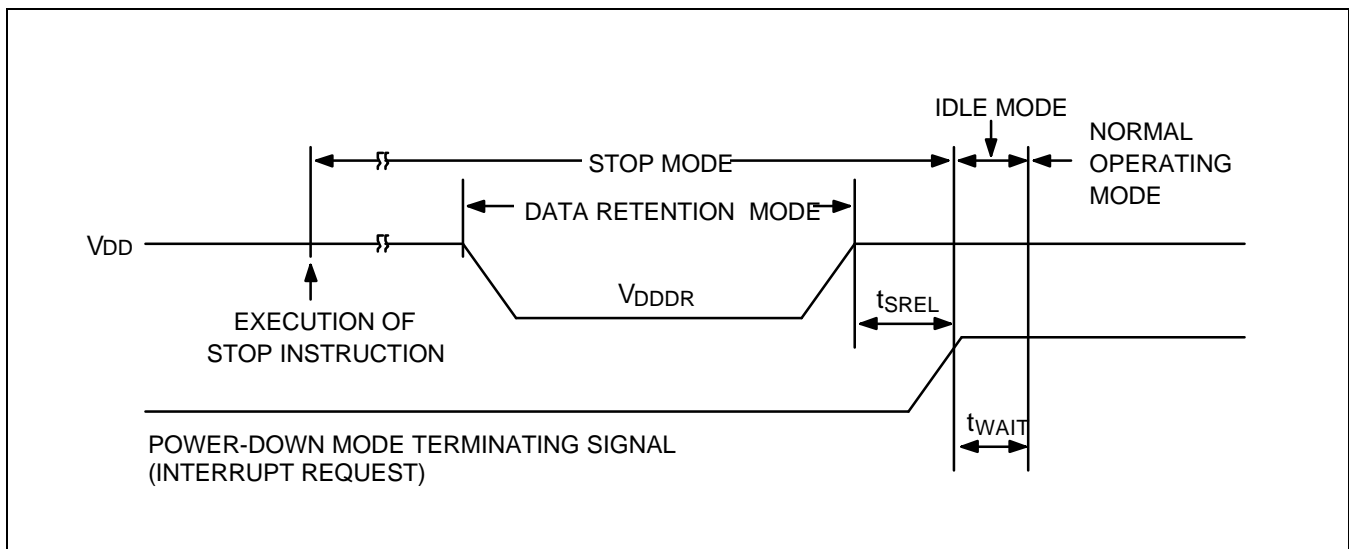 IDLE MODE
NORMAL
OPERATING
MODE
STOP MODE
DATA RETENTION MODE
VDD
VDDDR
tSREL
EXECUTION OF
STOP INSTRUCTION
tWAIT
POWER-DOWN MODE TERMINATING SIGNAL
(INTERRUPT REQUEST)